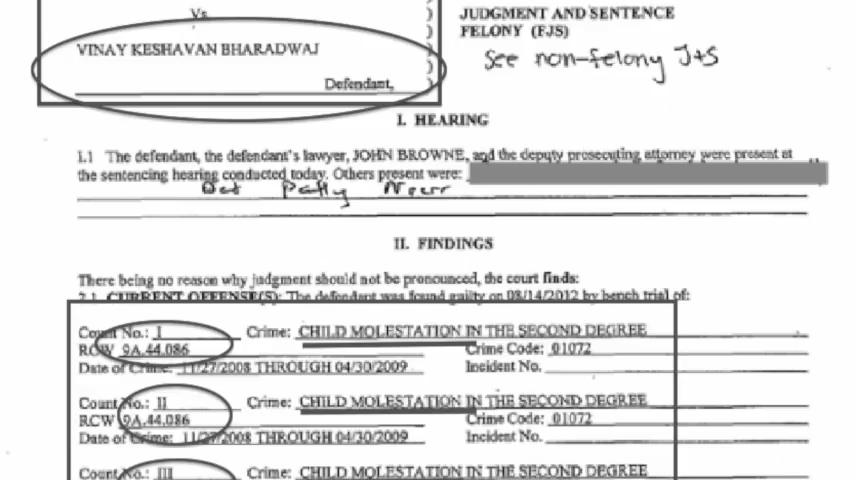 Vs.
VINAY KESHAVAN BHARADWAJ
Defendant,
)
)
)
)
)
JUDGMENT AND SENTENCE
FELONY (FJS)
See non-felony J+S
I. HEARING
I.1 The defendant, the defendant's lawyer, JOHN BROWNE, and the deputy prosecuting attorney were present at
the sentencing hearing conducted today. Others present were:
Det
II. FINDINGS
There being no reason why judgment should not be pronounced, the court finds:
2.1 CURRENT OFFENSE(S): The defendant was found guilty on 08/14/2012 by bench trial of:
Count No.: I Crime: CHILD MOLESTATION IN THE SECOND DEGREE
RCW 9A.44.086 Crime Code: 01072
Date of Crime: 11/27/2008 THROUGH 04/30/2009 Incident No.
Count No.: II Crime: CHILD MOLESTATION IN THE SECOND DEGREE
RCW 9A.44.086 Crime Code: 01072
Date of Crime: 11/27/2008 THROUGH 04/30/2009 Incident No.
Count No.: III Crime: CHILD MOLESTATION IN THE SECOND DEGREE